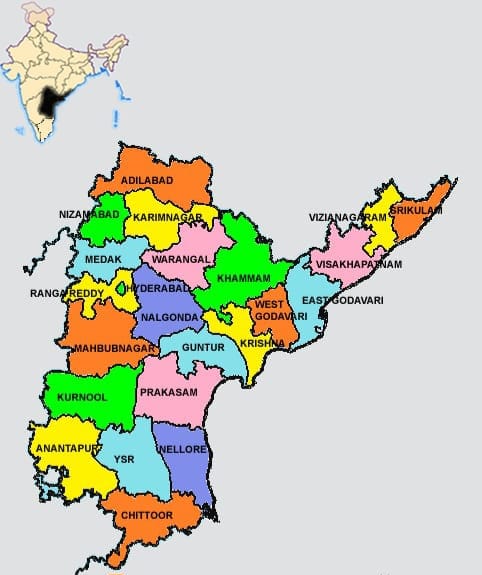 ADILABAD
NIZAMABAD
KARIMNAGAR
VIZIANAGARAM
SRIKULAM
MEDAK
WARANGAL
VISAKHAPATNAM
KHAMMAM
RANGAREDDY
HYDERABAD
EAST GODAVARI
WEST
GODAVARI
NALGONDA
MAHBUBNAGAR
GUNTUR
KRISHNA
KURNOOL
PRAKASAM
ANANTAPUR
YSR
NELLORE
CHITTOOR